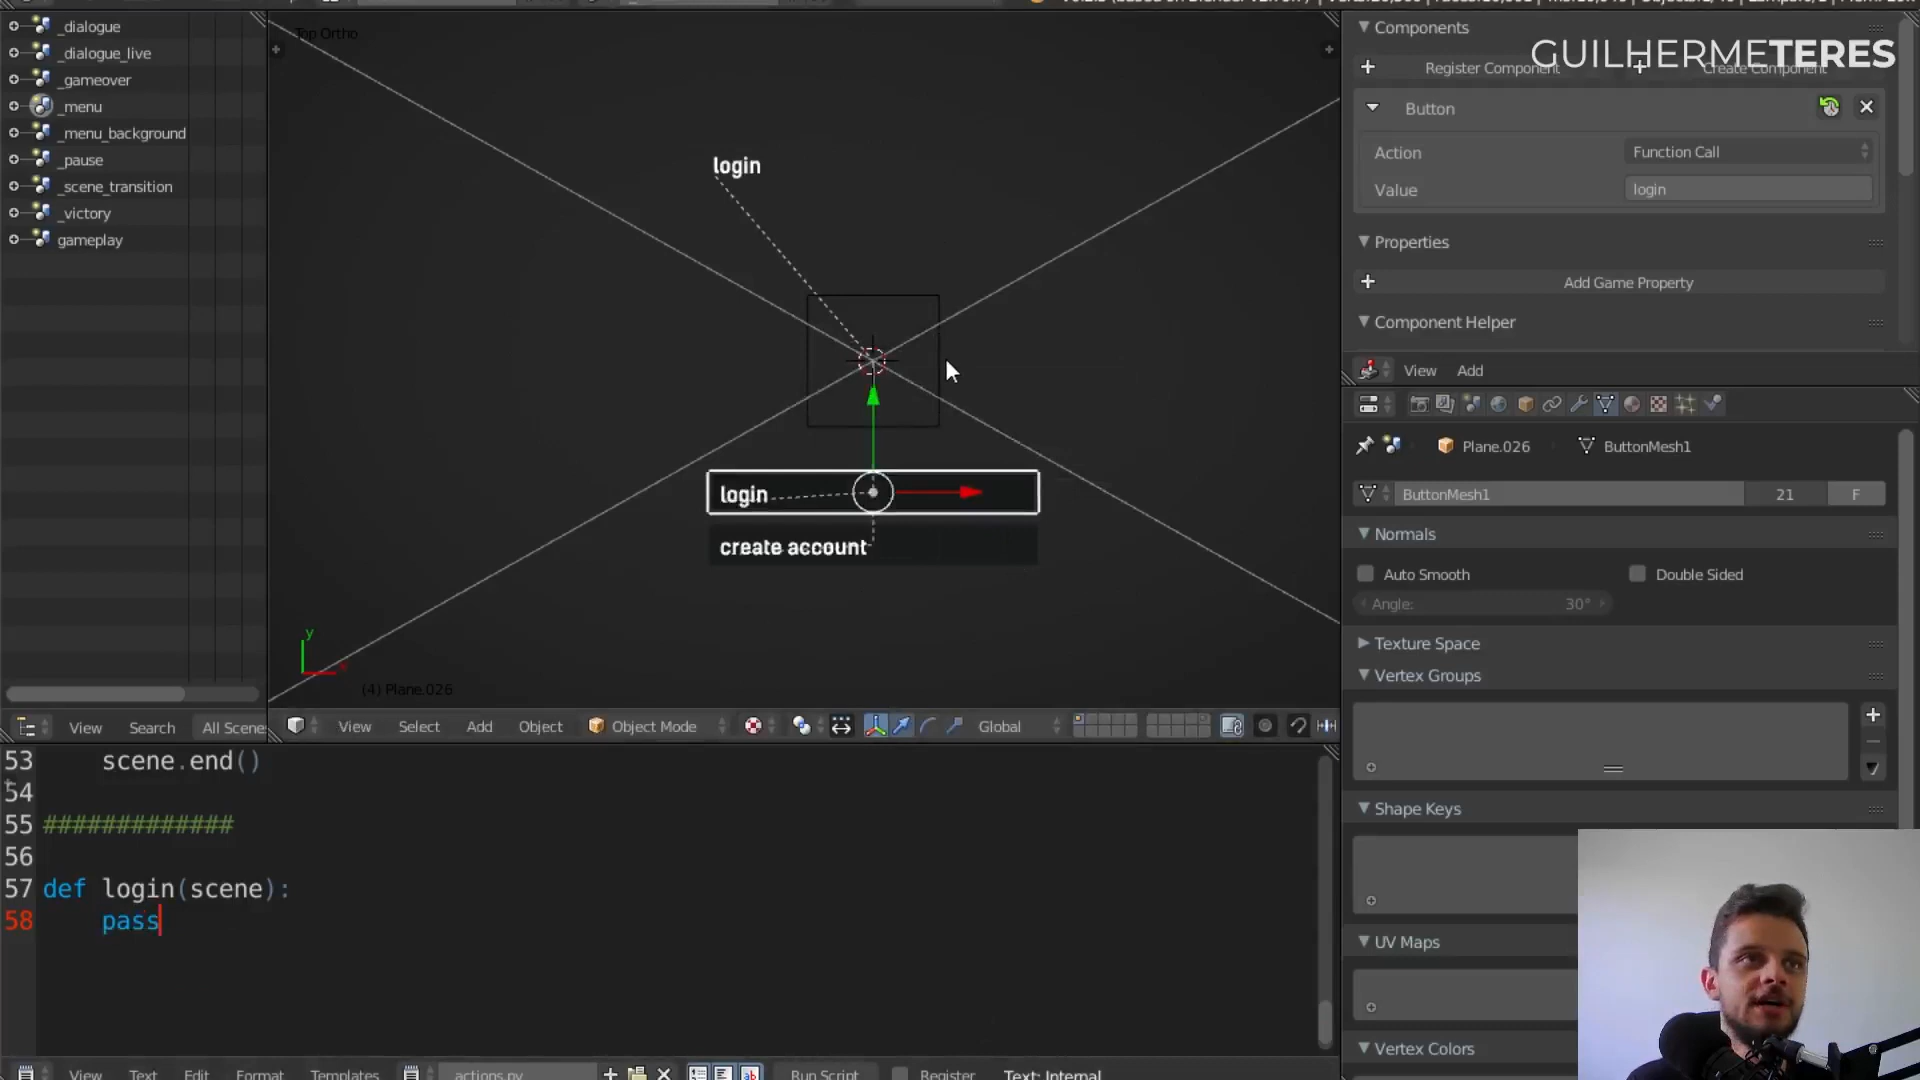 _dialogue
_dialogue_live
_gameover
_menu
_menu_background
_pause
_scene_transition
_victory
gameplay
View Search All Scene
Top Ortho
login
login
create account
y
(4) Plane.026
View Select Add Object Object Mode Global
53 scene.end()
54
55 #############
56
57 def login(scene):
58 pass
View Text Edit Format Templates actions.py Run Script Register Text: Internal
Components
GUILHERMETERES
Register Component Create Component
Button
Action Function Call
Value login
Properties
Add Game Property
Component Helper
View Add
Plane.026 ButtonMesh1
ButtonMesh1 21 F
Normals
Auto Smooth Double Sided
Angle: 30°
Texture Space
Vertex Groups
Shape Keys
UV Maps
Vertex Colors